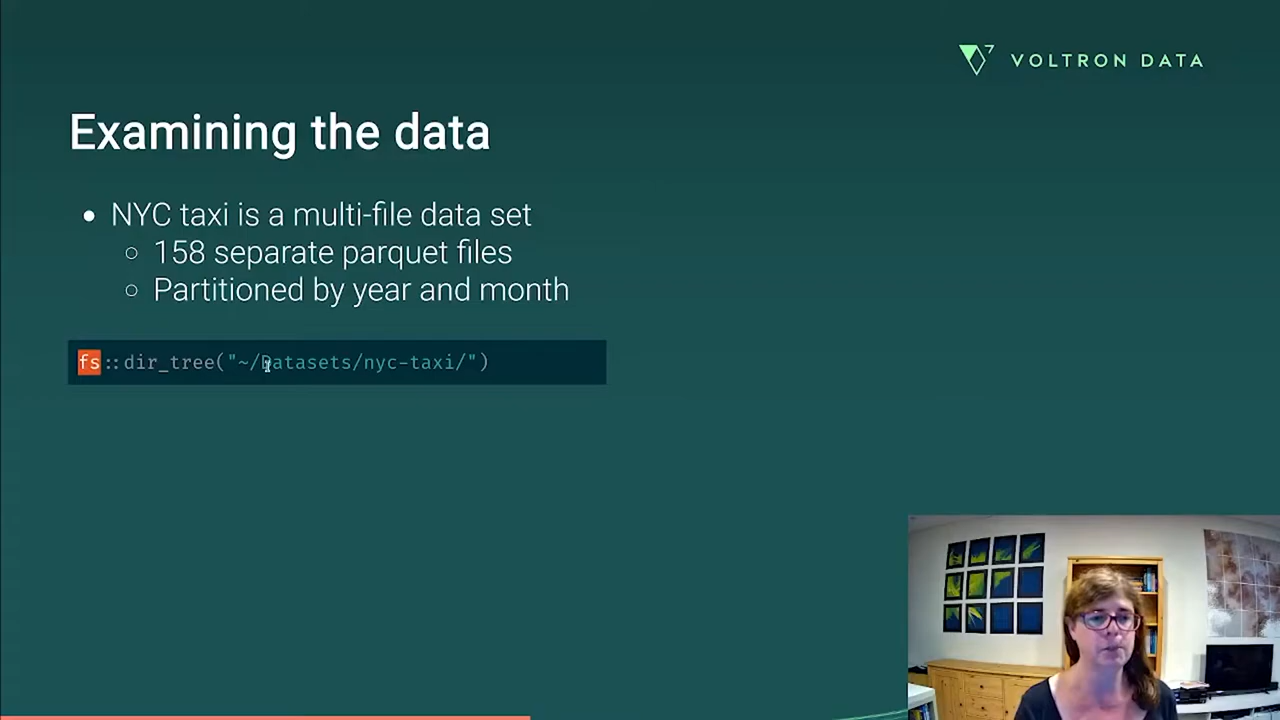 VOLTRON DATA
Examining the data
NYC taxi is a multi-file data set
158 separate parquet files
Partitioned by year and month
fs::dir_tree("~/Datasets/nyc-taxi/")